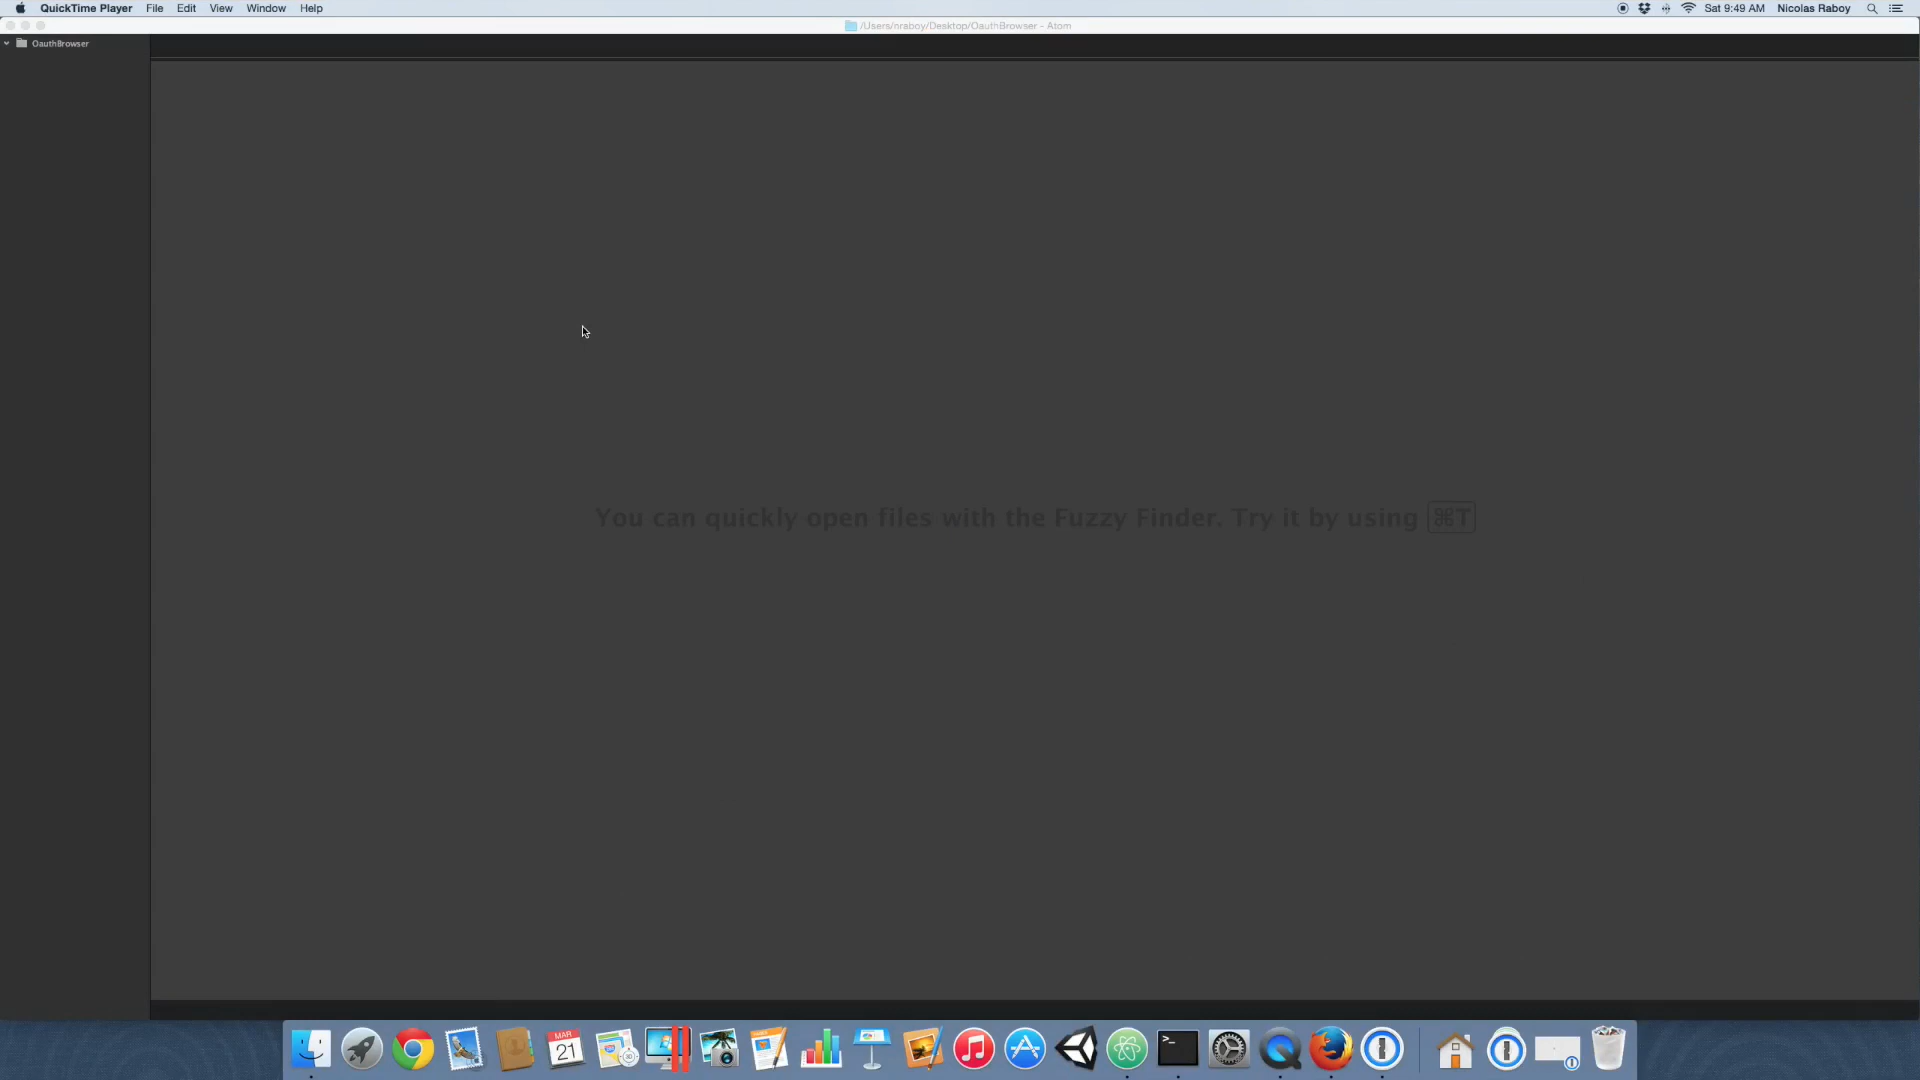 QuickTime Player File Edit View Window Help Sat 9:49 AM Nicolas Raboy
/Users/nraboy/Desktop/OauthBrowser - Atom
OauthBrowser
You can quickly open files with the Fuzzy Finder. Try it by using ⌘T
MAR
21